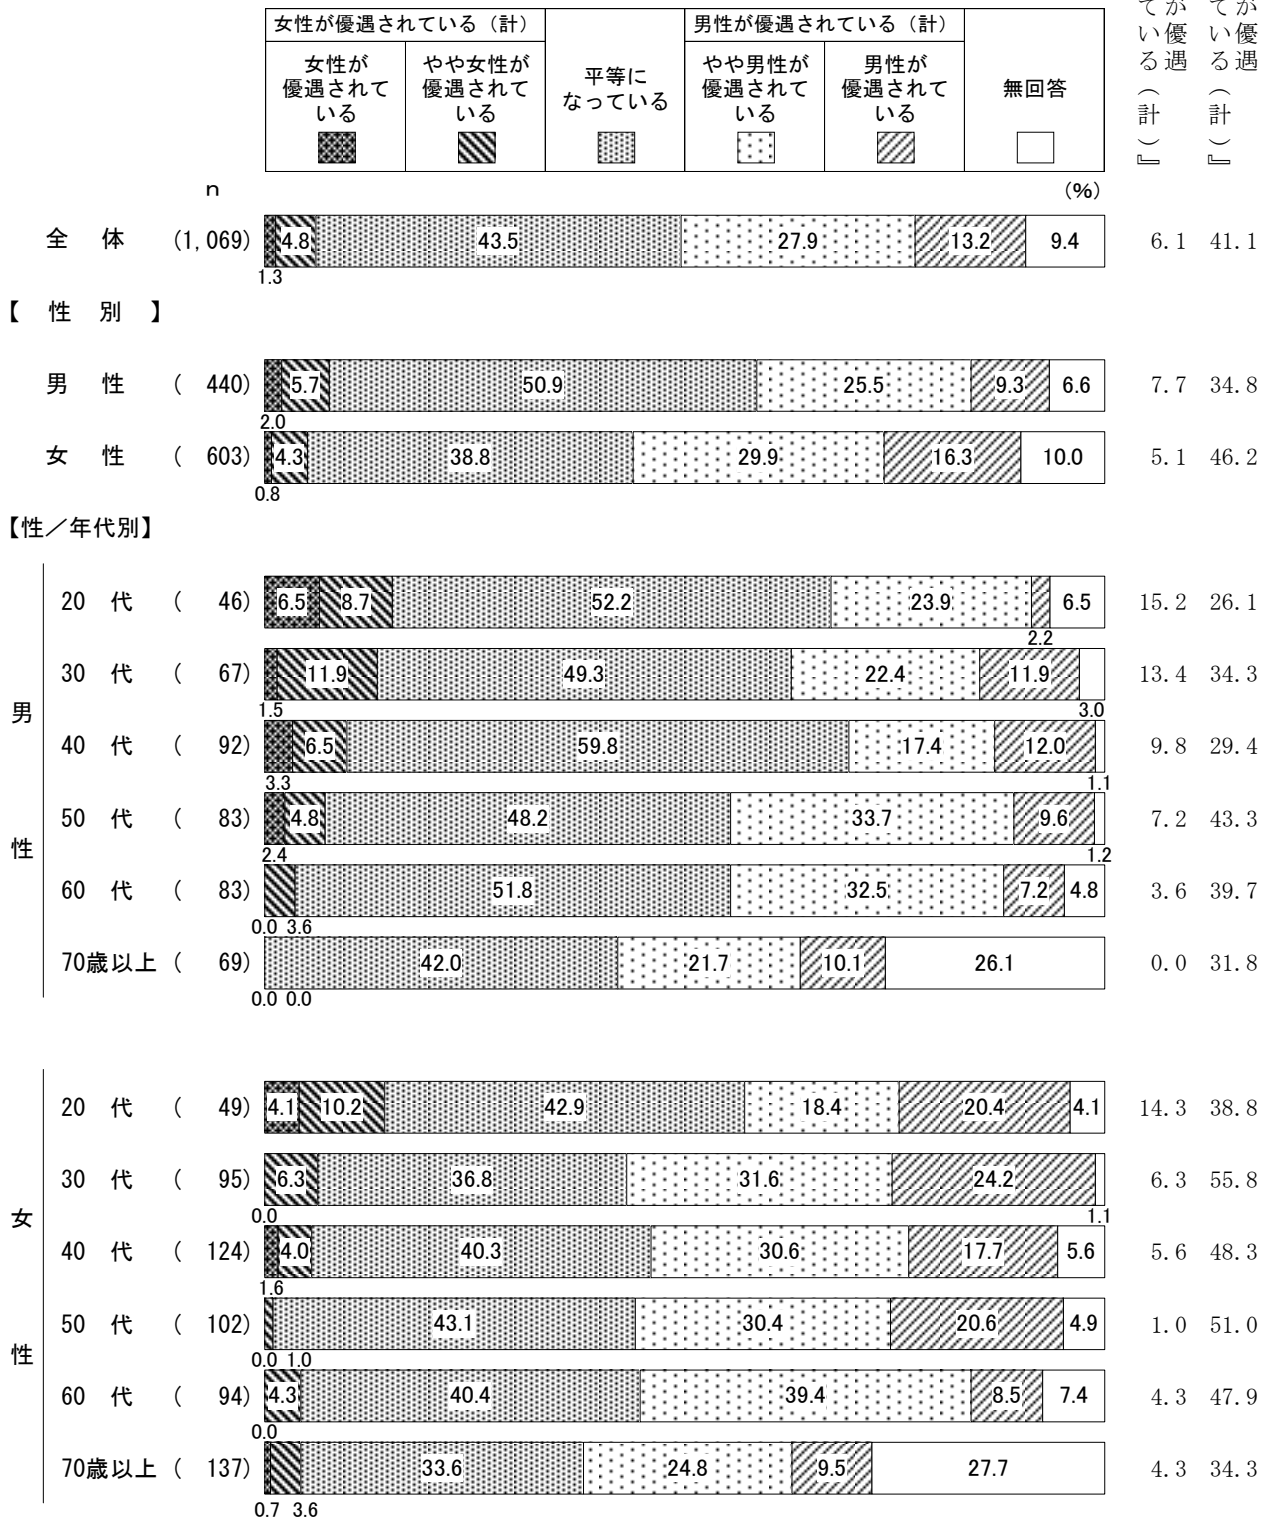 女性が優遇されている（計） 男性が優遇されている（計）
女性が優遇されている やや女性が優遇されている 平等になっている やや男性が優遇されている 男性が優遇されている 無回答
が優遇されている（計）』 が優遇されている（計）』
ｎ (%)
全 体 (1,069) 4.8 43.5 27.9 13.2 9.4 6.1 41.1
1.3
【 性 別 】
男 性 ( 440) 5.7 50.9 25.5 9.3 6.6 7.7 34.8
2.0
女 性 ( 603) 4.3 38.8 29.9 16.3 10.0 5.1 46.2
0.8
【性／年代別】
男性
20 代 ( 46) 6.5 8.7 52.2 23.9 6.5 15.2 26.1
2.2
30 代 ( 67) 11.9 49.3 22.4 11.9 13.4 34.3
1.5 3.0
40 代 ( 92) 6.5 59.8 17.4 12.0 9.8 29.4
3.3 1.1
50 代 ( 83) 4.8 48.2 33.7 9.6 7.2 43.3
2.4 1.2
60 代 ( 83) 51.8 32.5 7.2 4.8 3.6 39.7
0.0 3.6
70歳以上 ( 69) 42.0 21.7 10.1 26.1 0.0 31.8
0.0 0.0
女性
20 代 ( 49) 4.1 10.2 42.9 18.4 20.4 4.1 14.3 38.8
30 代 ( 95) 6.3 36.8 31.6 24.2 6.3 55.8
0.0 1.1
40 代 ( 124) 4.0 40.3 30.6 17.7 5.6 5.6 48.3
1.6
50 代 ( 102) 43.1 30.4 20.6 4.9 1.0 51.0
0.0 1.0
60 代 ( 94) 4.3 40.4 39.4 8.5 7.4 4.3 47.9
0.0
70歳以上 ( 137) 33.6 24.8 9.5 27.7 4.3 34.3
0.7 3.6